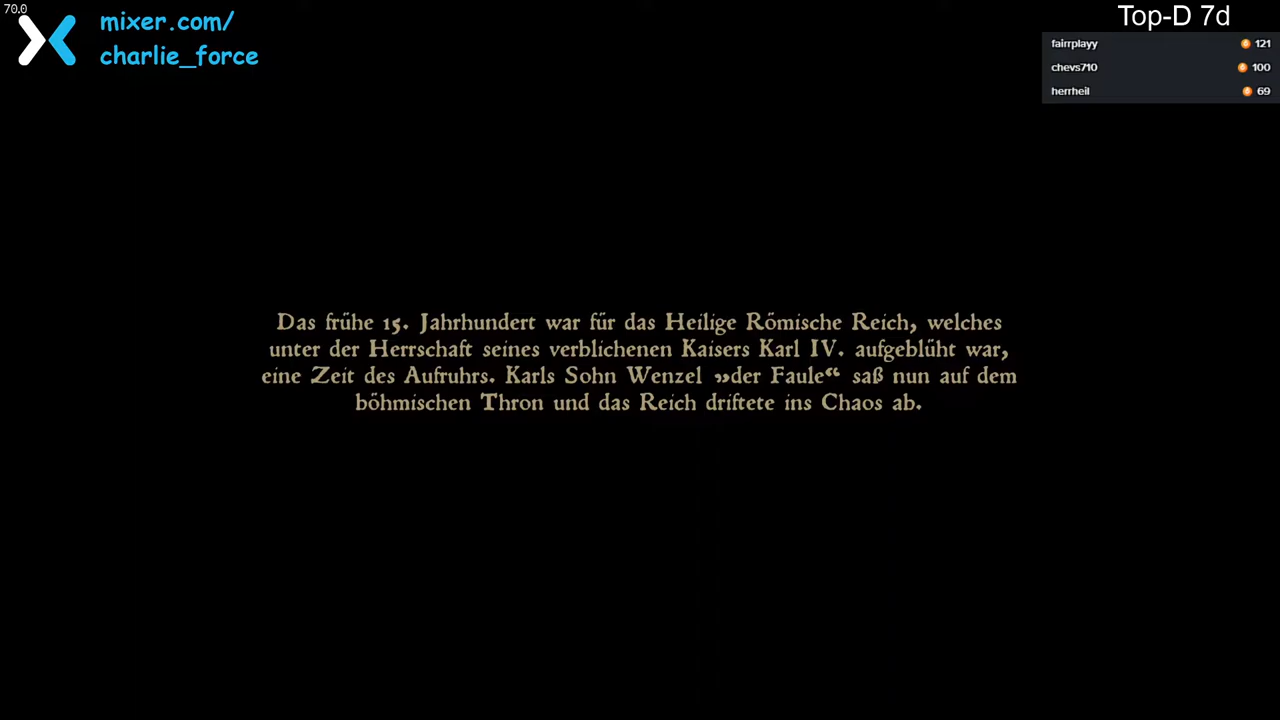 70.0
mixer.com/
charlie_force
Top-D 7d
fairrplayy 121
chevs710 100
herrheil 69
Das frühe 15. Jahrhundert war für das Heilige Römische Reich, welches
unter der Herrschaft seines verblichenen Kaisers Karl IV. aufgeblüht war,
eine Zeit des Aufruhrs. Karls Sohn Wenzel »der Faule“ saß nun auf dem
böhmischen Thron und das Reich driftete ins Chaos ab.